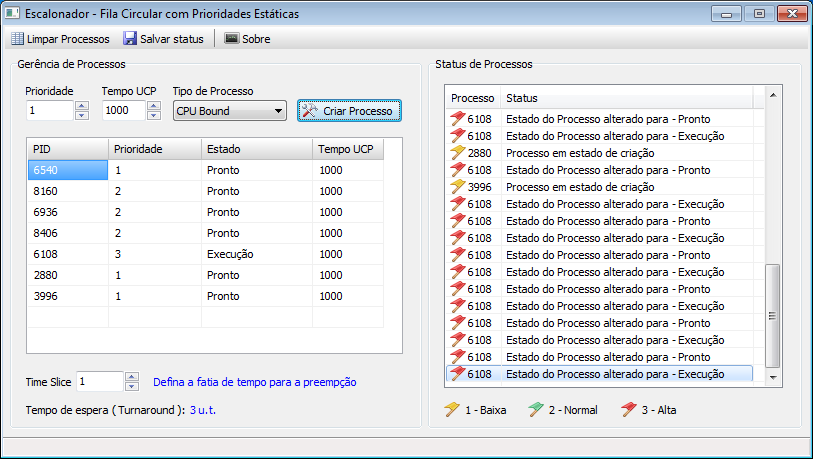 Escalonador - Fila Circular com Prioridades Estáticas
Limpar Processos Salvar status Sobre
Gerência de Processos
Prioridade Tempo UCP Tipo de Processo
1 1000 CPU Bound Criar Processo
PID Prioridade Estado Tempo UCP
6540 1 Pronto 1000
8160 2 Pronto 1000
6936 2 Pronto 1000
8406 2 Pronto 1000
6108 3 Execução 1000
2880 1 Pronto 1000
3996 1 Pronto 1000
Time Slice 1 Defina a fatia de tempo para a preempção
Tempo de espera ( Turnaround ): 3 u.t.
Status de Processos
Processo Status
6108 Estado do Processo alterado para - Pronto
6108 Estado do Processo alterado para - Execução
2880 Processo em estado de criação
6108 Estado do Processo alterado para - Pronto
3996 Processo em estado de criação
6108 Estado do Processo alterado para - Execução
6108 Estado do Processo alterado para - Pronto
6108 Estado do Processo alterado para - Execução
6108 Estado do Processo alterado para - Pronto
6108 Estado do Processo alterado para - Execução
6108 Estado do Processo alterado para - Pronto
6108 Estado do Processo alterado para - Execução
6108 Estado do Processo alterado para - Pronto
6108 Estado do Processo alterado para - Execução
6108 Estado do Processo alterado para - Pronto
6108 Estado do Processo alterado para - Execução
1 - Baixa 2 - Normal 3 - Alta